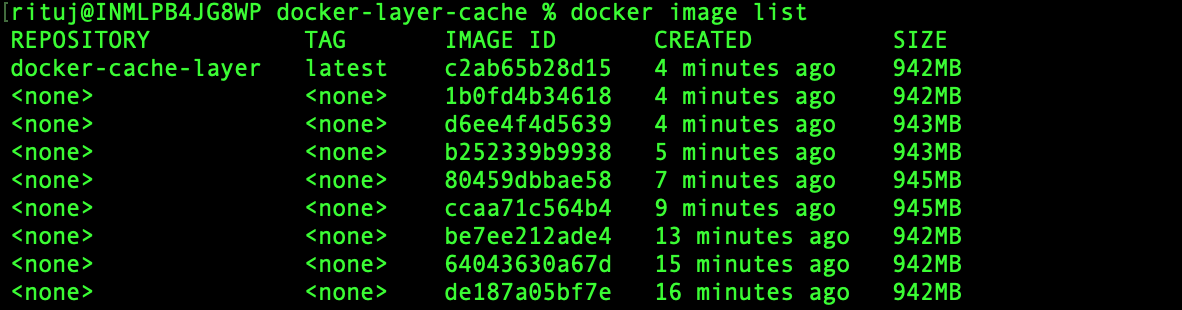 [rituj@INMLPB4JG8WP docker-layer-cache % docker image list
REPOSITORY TAG IMAGE ID CREATED SIZE
docker-cache-layer latest c2ab65b28d15 4 minutes ago 942MB
<none> <none> 1b0fd4b34618 4 minutes ago 942MB
<none> <none> d6ee4f4d5639 4 minutes ago 943MB
<none> <none> b252339b9938 5 minutes ago 943MB
<none> <none> 80459dbbae58 7 minutes ago 945MB
<none> <none> ccaa71c564b4 9 minutes ago 945MB
<none> <none> be7ee212ade4 13 minutes ago 942MB
<none> <none> 64043630a67d 15 minutes ago 942MB
<none> <none> de187a05bf7e 16 minutes ago 942MB